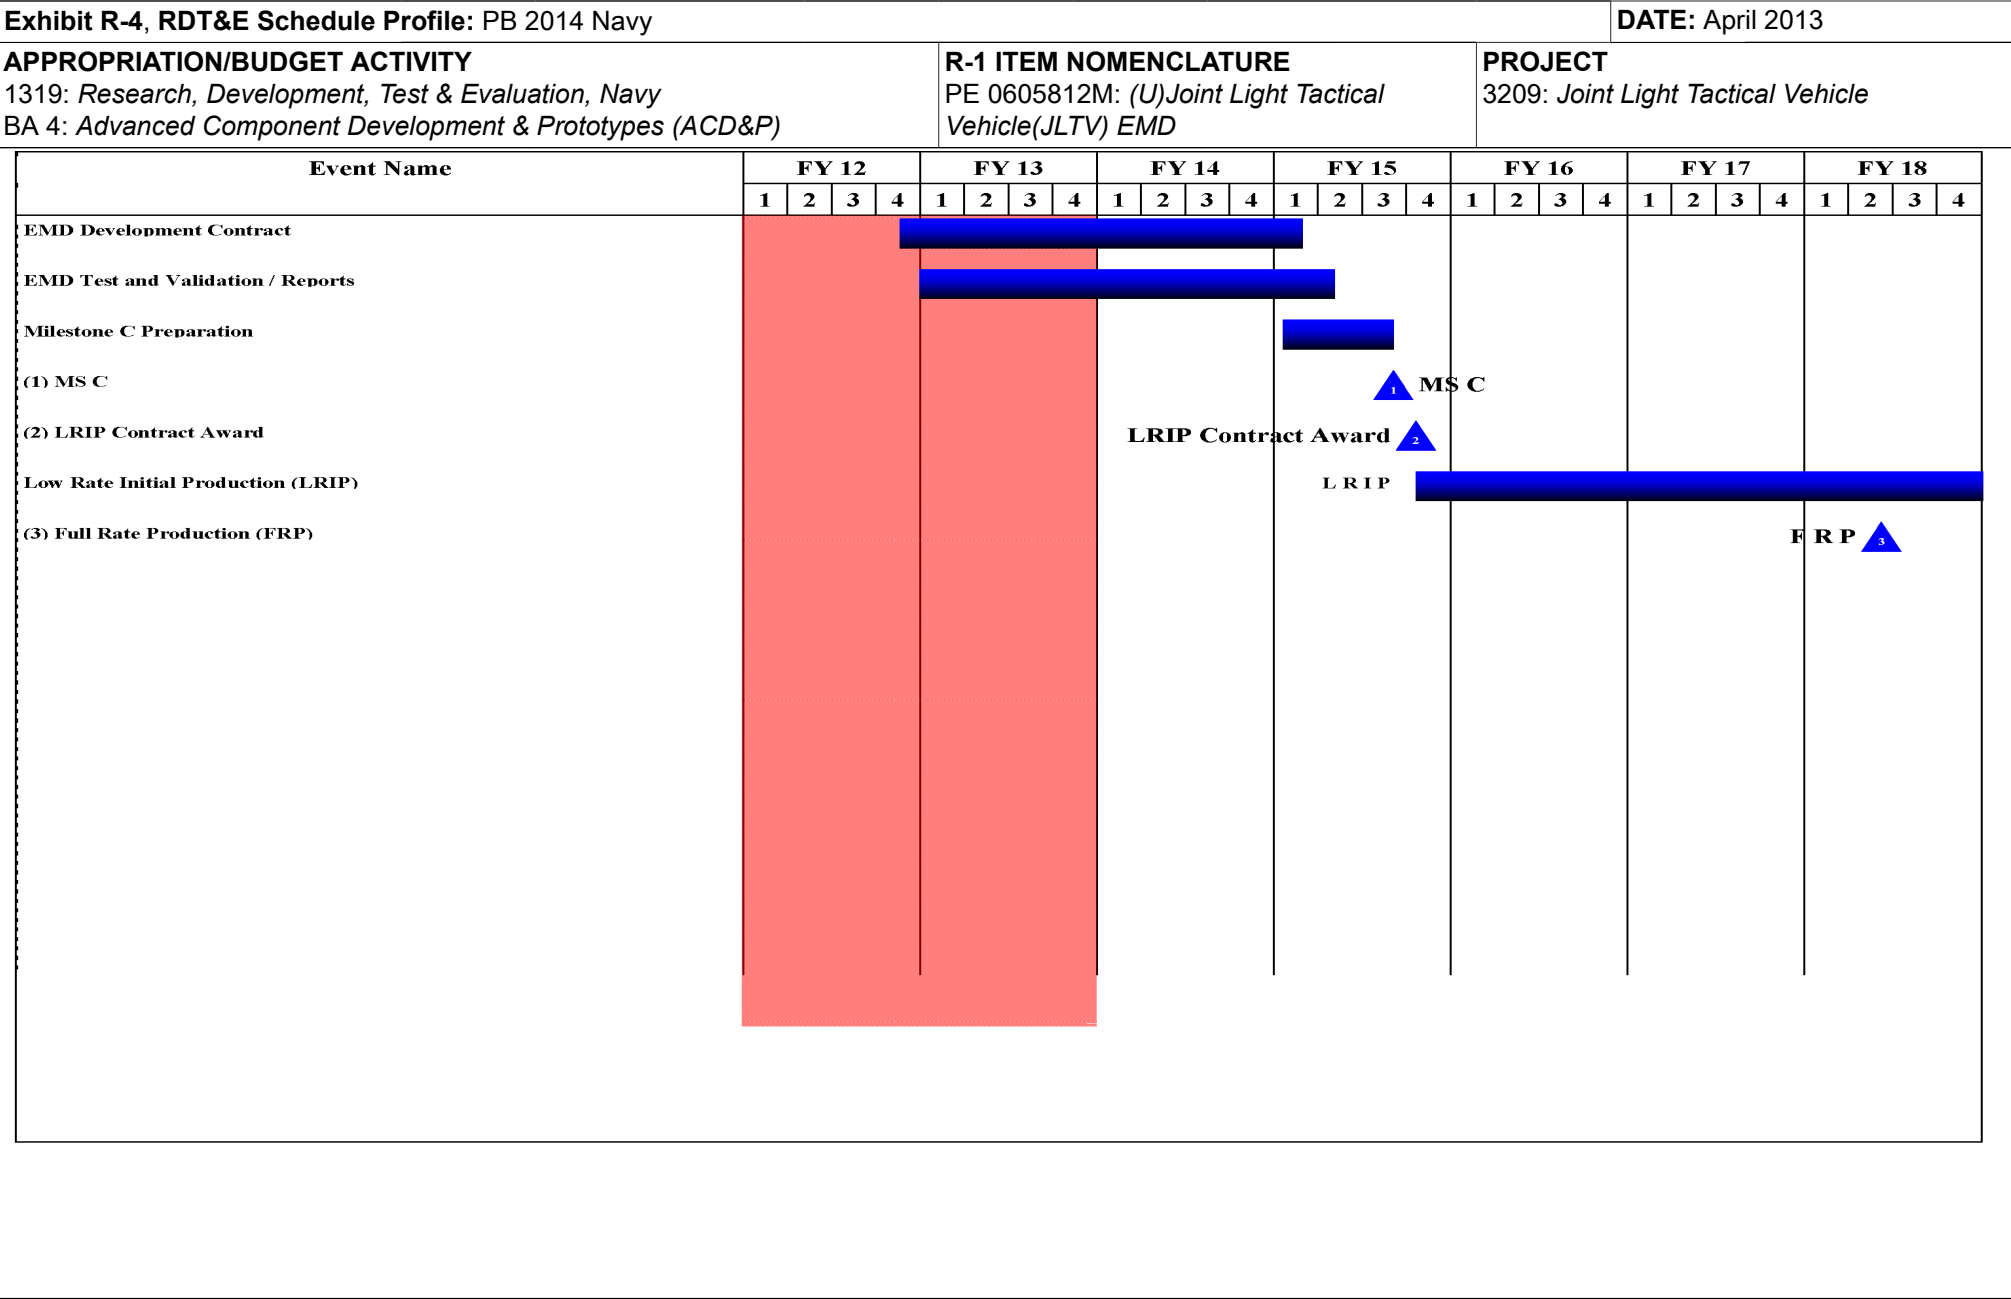 Exhibit R-4, RDT&E Schedule Profile: PB 2014 Navy DATE: April 2013
APPROPRIATION/BUDGET ACTIVITY
1319: Research, Development, Test & Evaluation, Navy
BA 4: Advanced Component Development & Prototypes (ACD&P)
R-1 ITEM NOMENCLATURE
PE 0605812M: (U)Joint Light Tactical
Vehicle(JLTV) EMD
PROJECT
3209: Joint Light Tactical Vehicle
Event Name FY 12 FY 13 FY 14 FY 15 FY 16 FY 17 FY 18
1 2 3 4 1 2 3 4 1 2 3 4 1 2 3 4 1 2 3 4 1 2 3 4 1 2 3 4
EMD Development Contract
EMD Test and Validation / Reports
Milestone C Preparation
(1) MS C 1 MS C
(2) LRIP Contract Award LRIP Contract Award 2
Low Rate Initial Production (LRIP) L R I P
(3) Full Rate Production (FRP) F R P 3